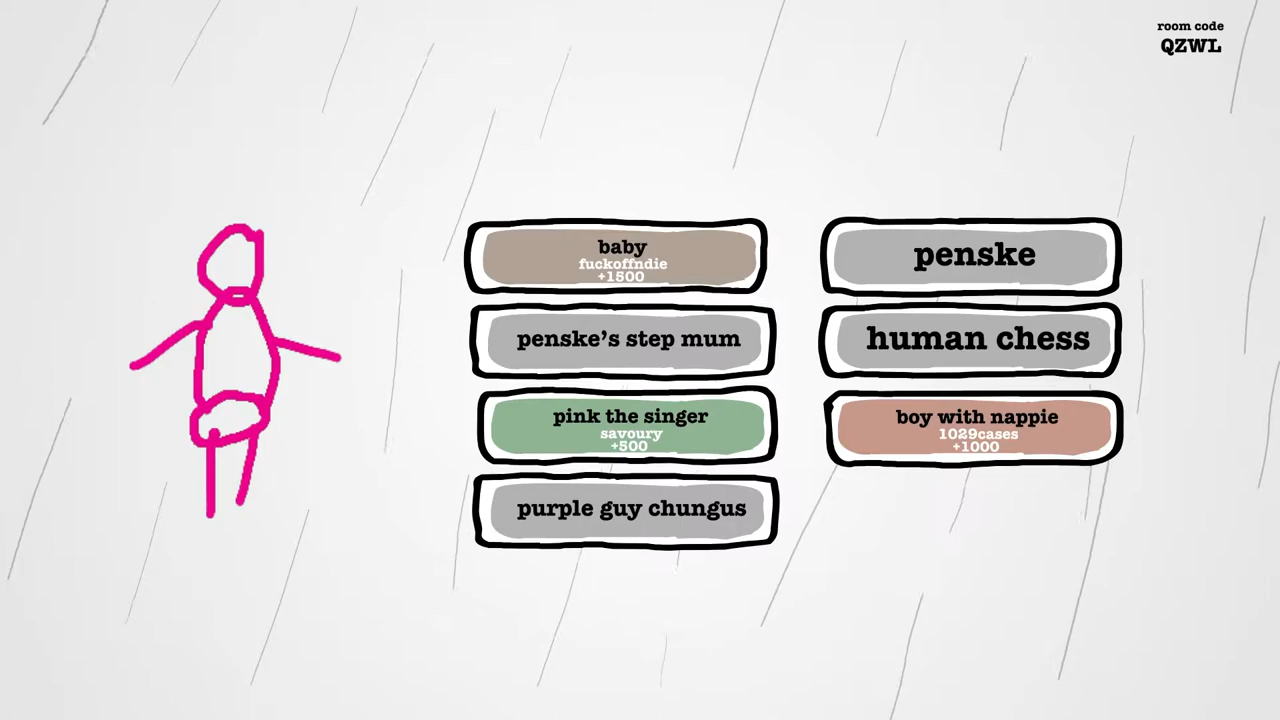 room code
QZWL
baby
fuckoffndie
+1500
penske
penske's step mum
human chess
pink the singer
savoury
+500
boy with nappie
1029cases
+1000
purple guy chungus